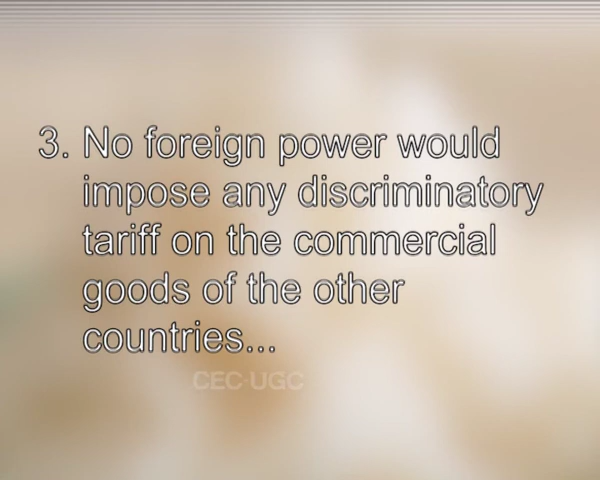 3. No foreign power would
impose any discriminatory
tariff on the commercial
goods of the other
countries...
CEC-UGC